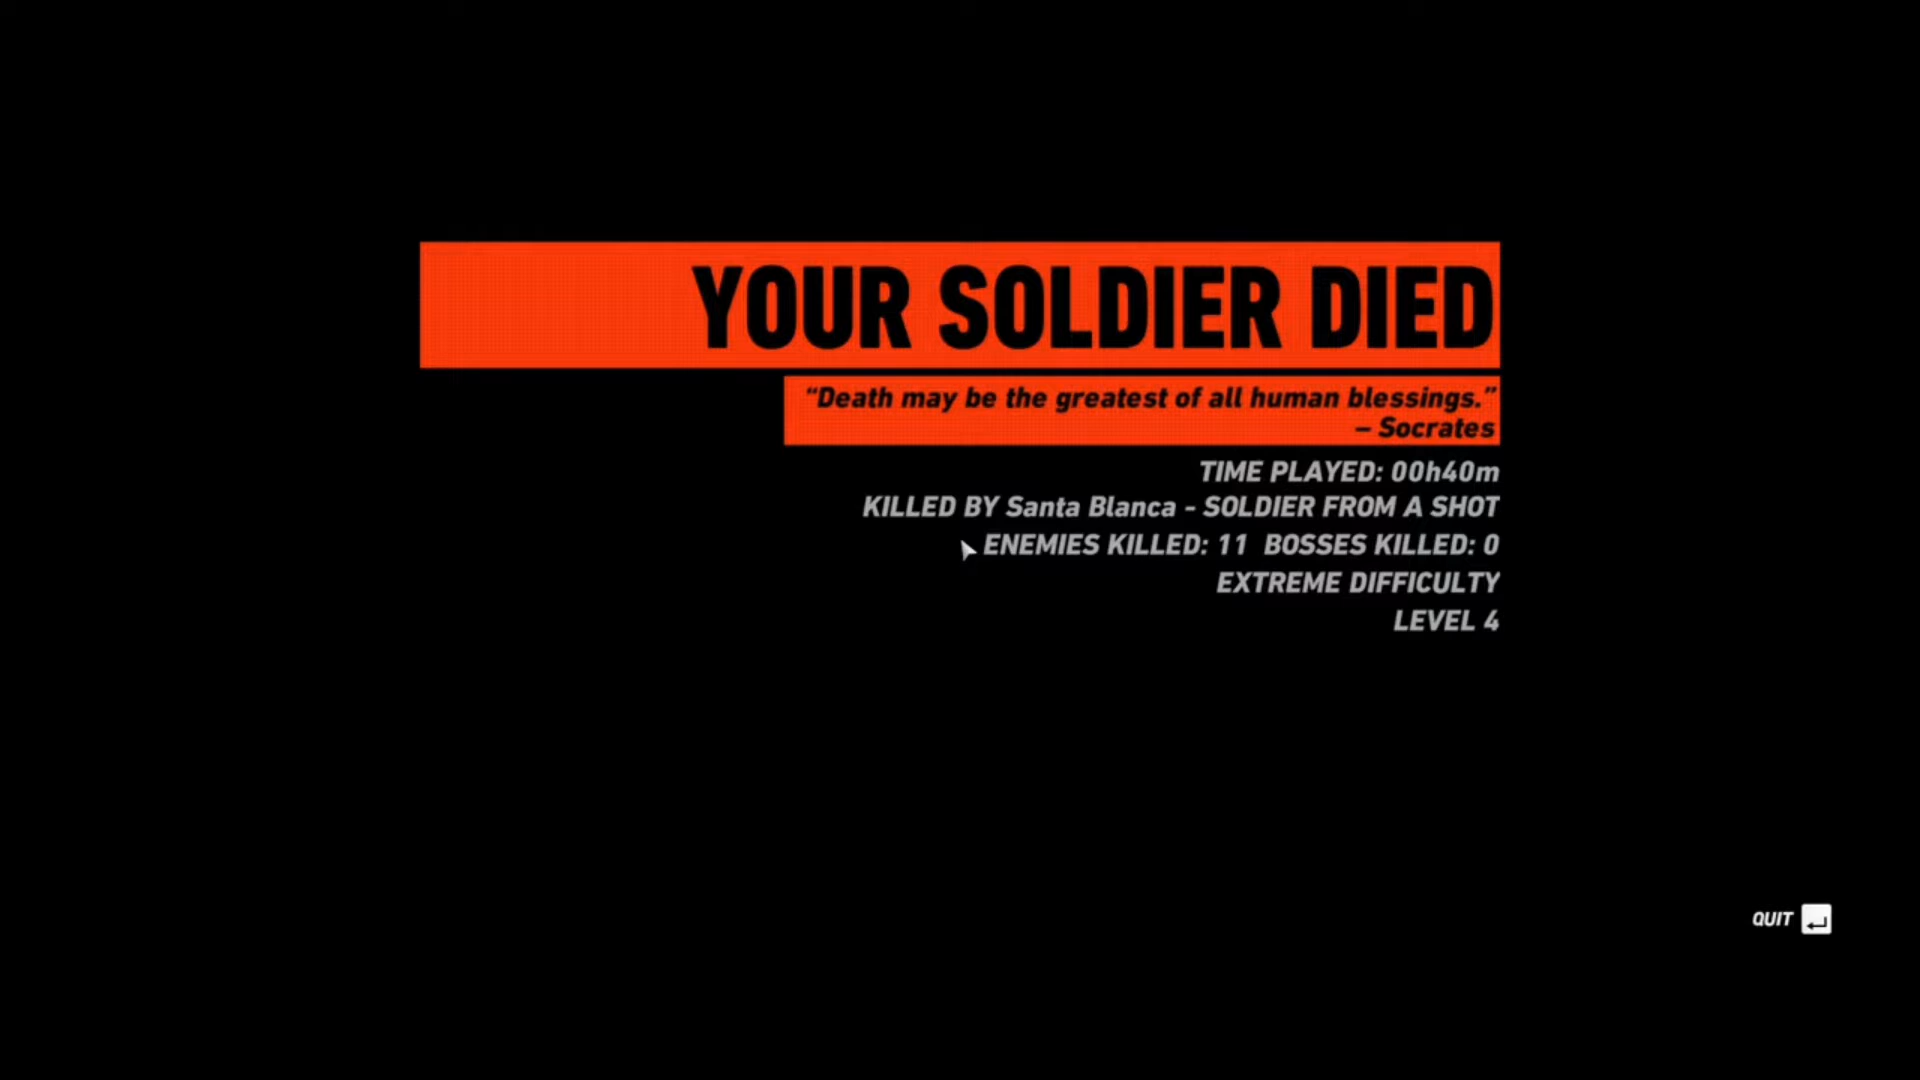 YOUR SOLDIER DIED
“Death may be the greatest of all human blessings.”
– Socrates
TIME PLAYED: 00h40m
KILLED BY Santa Blanca - SOLDIER FROM A SHOT
ENEMIES KILLED: 11 BOSSES KILLED: 0
EXTREME DIFFICULTY
LEVEL 4
QUIT